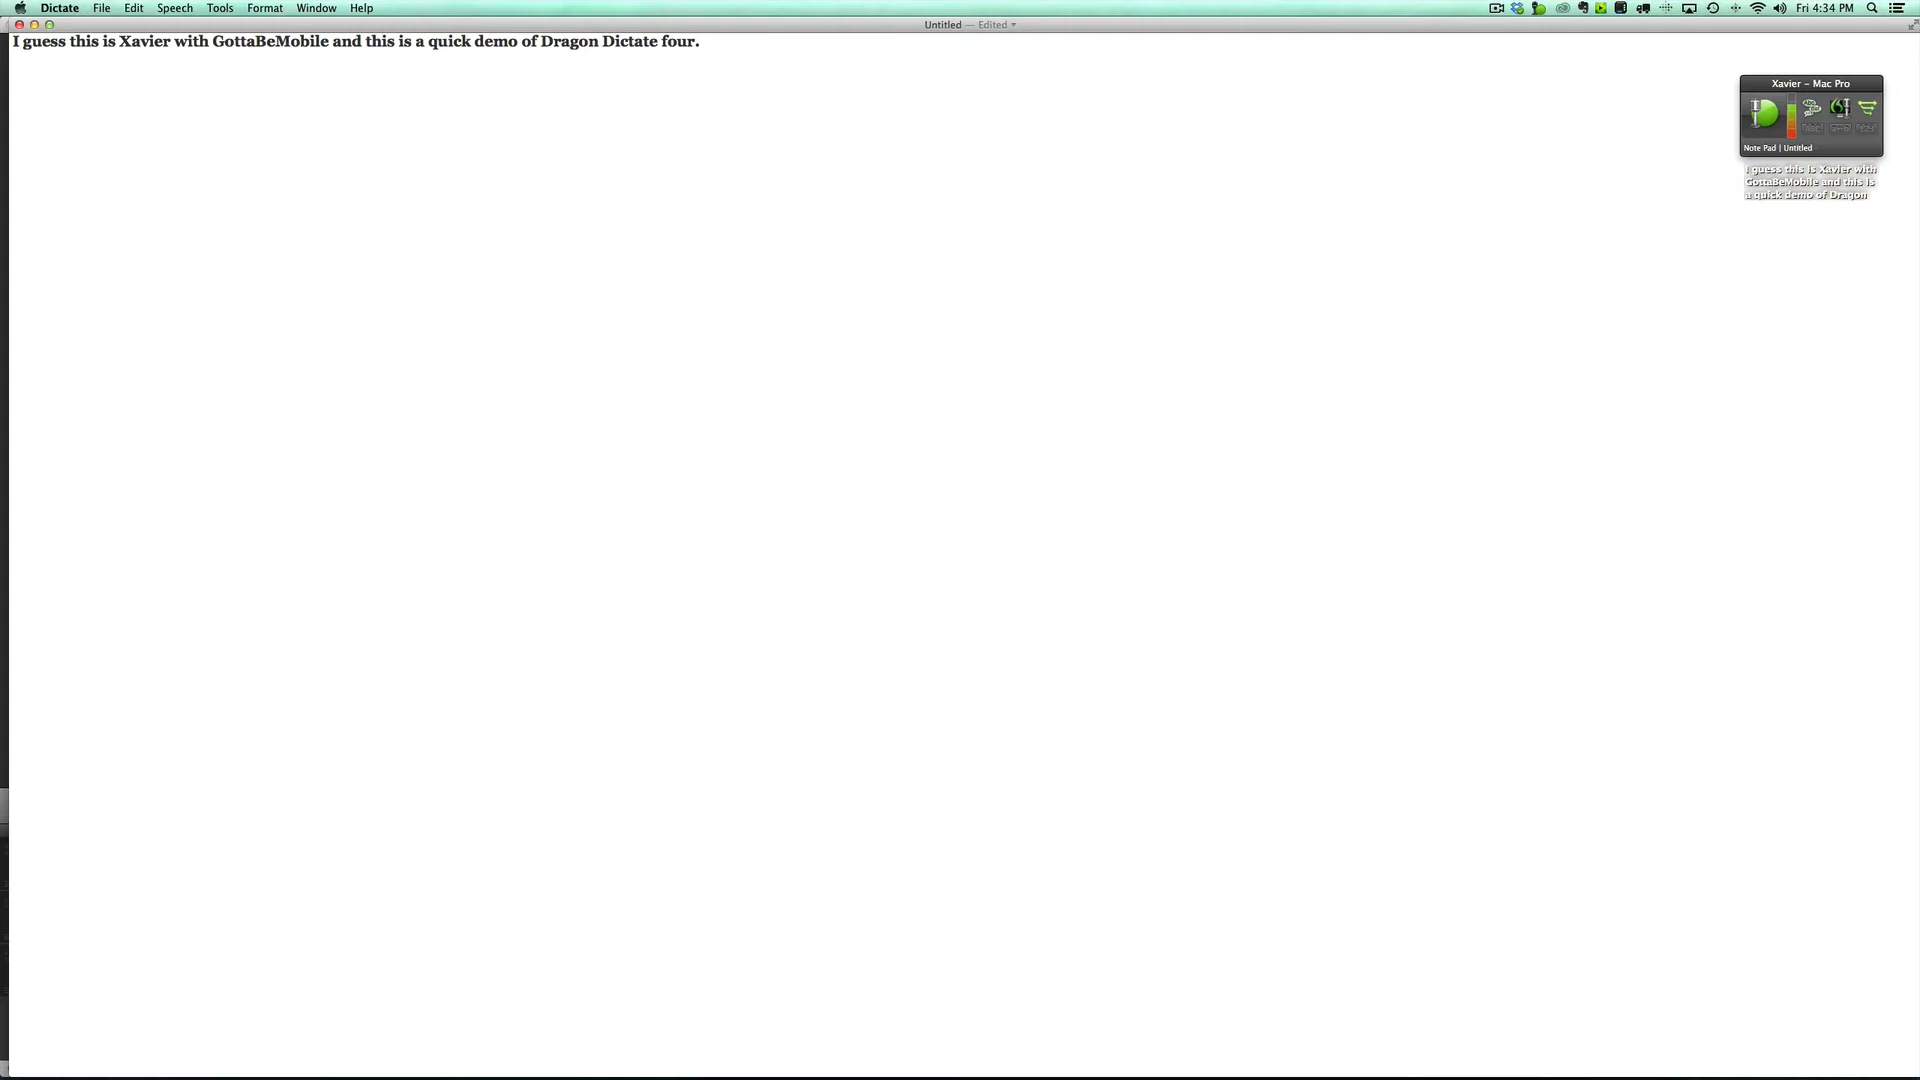 Dictate File Edit Speech Tools Format Window Help Fri 4:34 PM
Untitled — Edited
I guess this is Xavier with GottaBeMobile and this is a quick demo of Dragon Dictate four.
Xavier – Mac Pro
Note Pad | Untitled
I guess this is Xavier with
GottaBeMobile and this is
a quick demo of Dragon